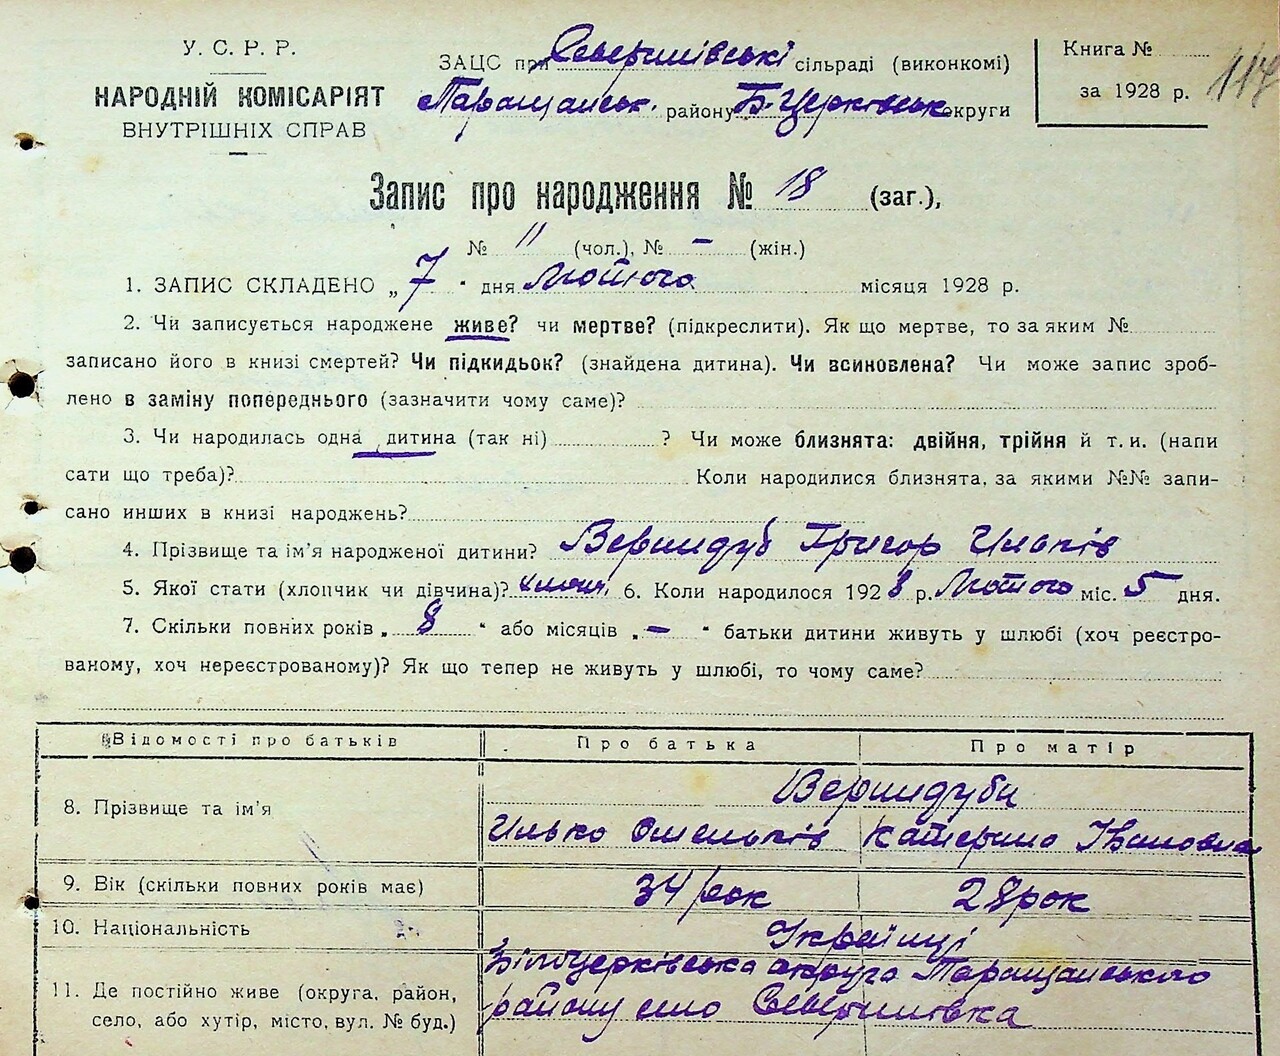 У. С. Р. Р.
НАРОДНІЙ КОМІСАРІЯТ
ВНУТРІШНІХ СПРАВ
ЗАЦС при Северинівські сільраді (виконкомі)
Таращанськ. району Б-Церківськ округи
Книга №
за 1928 р. 117
Запис про народження № 18 (заг.),
№ 11 (чол.), № – (жін.)
1. ЗАПИС СКЛАДЕНО „ 7 " дня Лютого місяця 1928 р.
2. Чи записується народжене живе? чи мертве? (підкреслити). Як що мертве, то за яким №
записано його в книзі смертей? Чи підкидьок? (знайдена дитина). Чи всиновлена? Чи може запис зроб-
лено в заміну попереднього (зазначити чому саме)?
3. Чи народилась одна дитина (так ні) ? Чи може близнята: двійня, трійня й т. и. (напи
сати що треба)? Коли народилися близнята, за якими №№ запи-
сано инших в книзі народжень?
4. Прізвище та ім'я народженої дитини? Вериндуб Григор Ильків
5. Якої стати (хлопчик чи дівчина)? 6. Коли народилося 1928 р. Лютого міс. 5 дня.
7. Скільки повних років „ 8 " або місяців „ – " батьки дитини живуть у шлюбі (хоч реєстро-
ваному, хоч нереєстрованому)? Як що тепер не живуть у шлюбі, то чому саме?
Відомості про батьків Про батька Про матір
8. Прізвище та ім'я Вериндуби
Илько Омельків Катерина Івановна
9. Вік (скільки повних років має) 34 рок 28 рок
10. Національність Українці
11. Де постійно живе (округа, район, Білоцерківська округа Таращанського
село, або хутір, місто, вул. № буд.) району село Северинівка